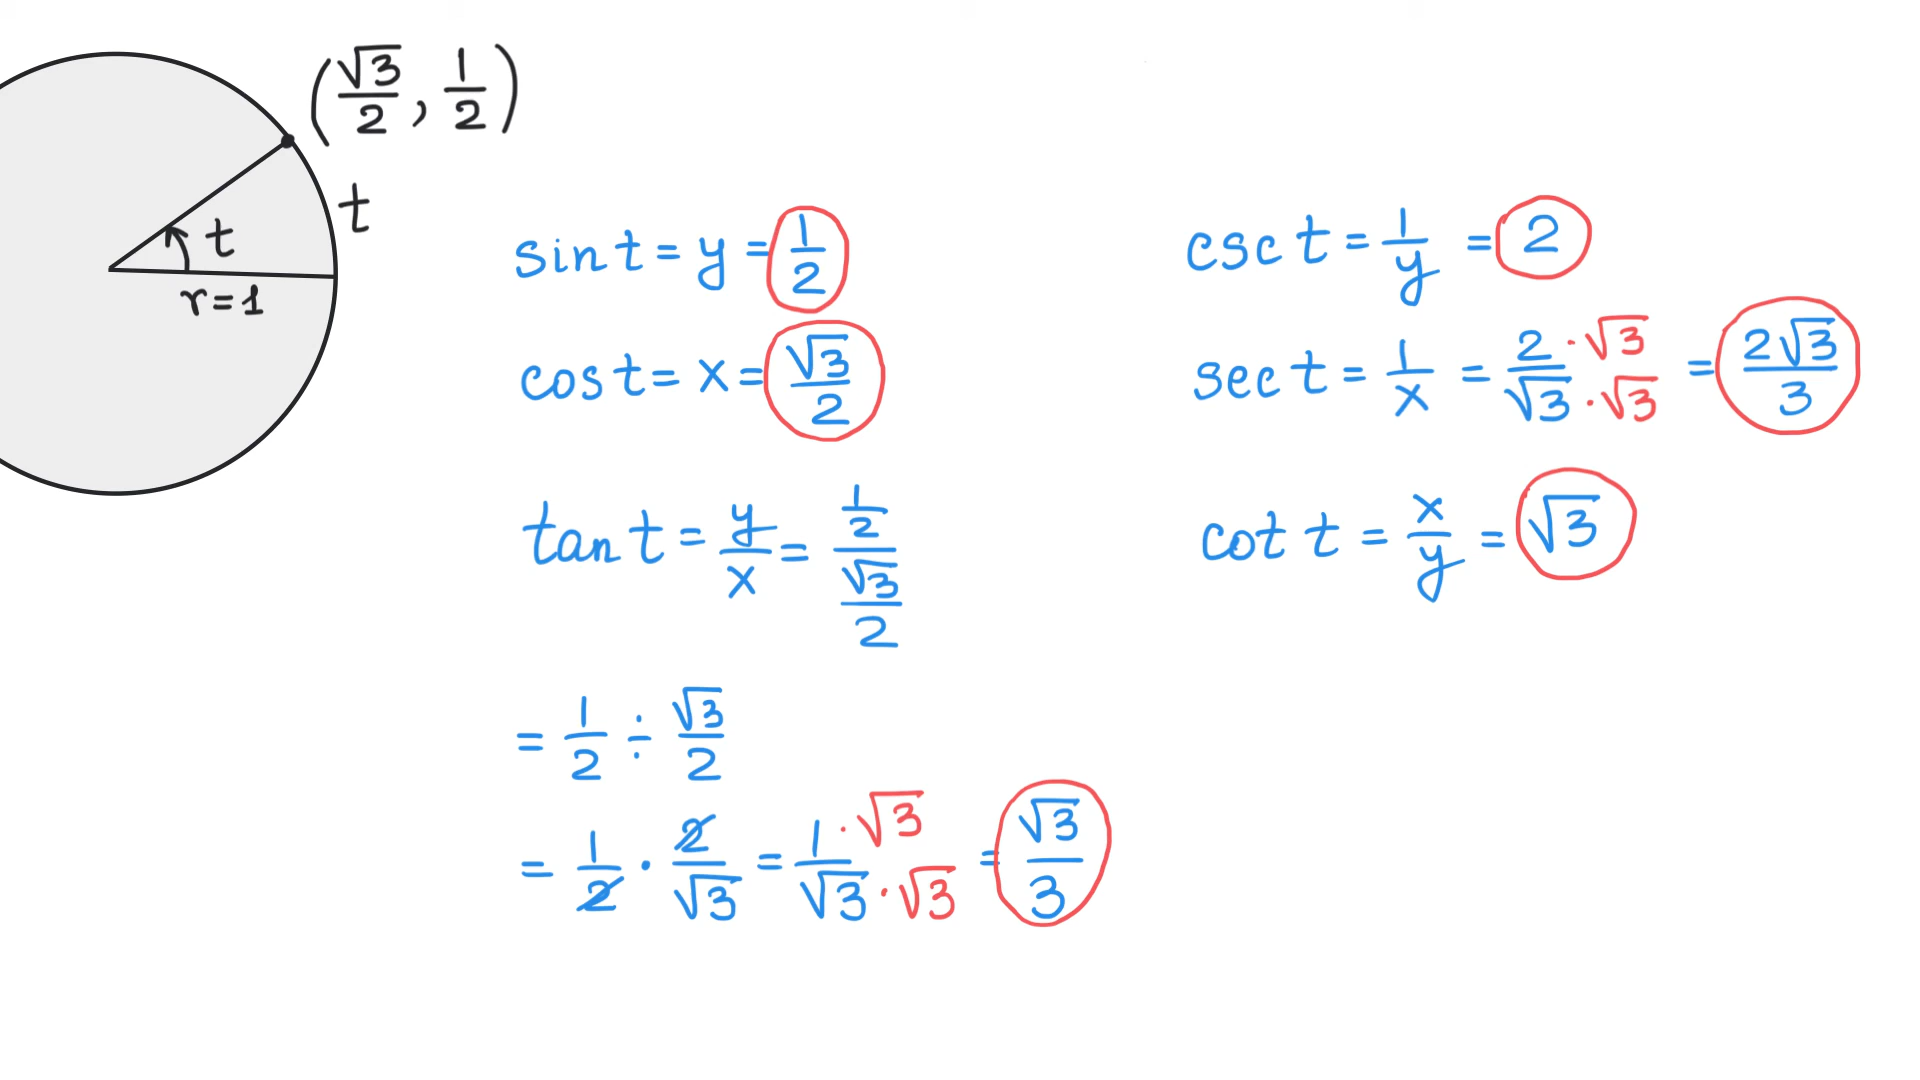 (√3/2, 1/2)
t
t
r=1
sin t = y = 1/2
cos t = x = √3/2
tan t = y/x = (1/2)/(√3/2)
= 1/2 ÷ √3/2
= 1/2 · 2/√3 = 1·√3/√3·√3 = √3/3
csc t = 1/y = 2
sec t = 1/x = 2·√3/√3·√3 = 2√3/3
cot t = x/y = √3